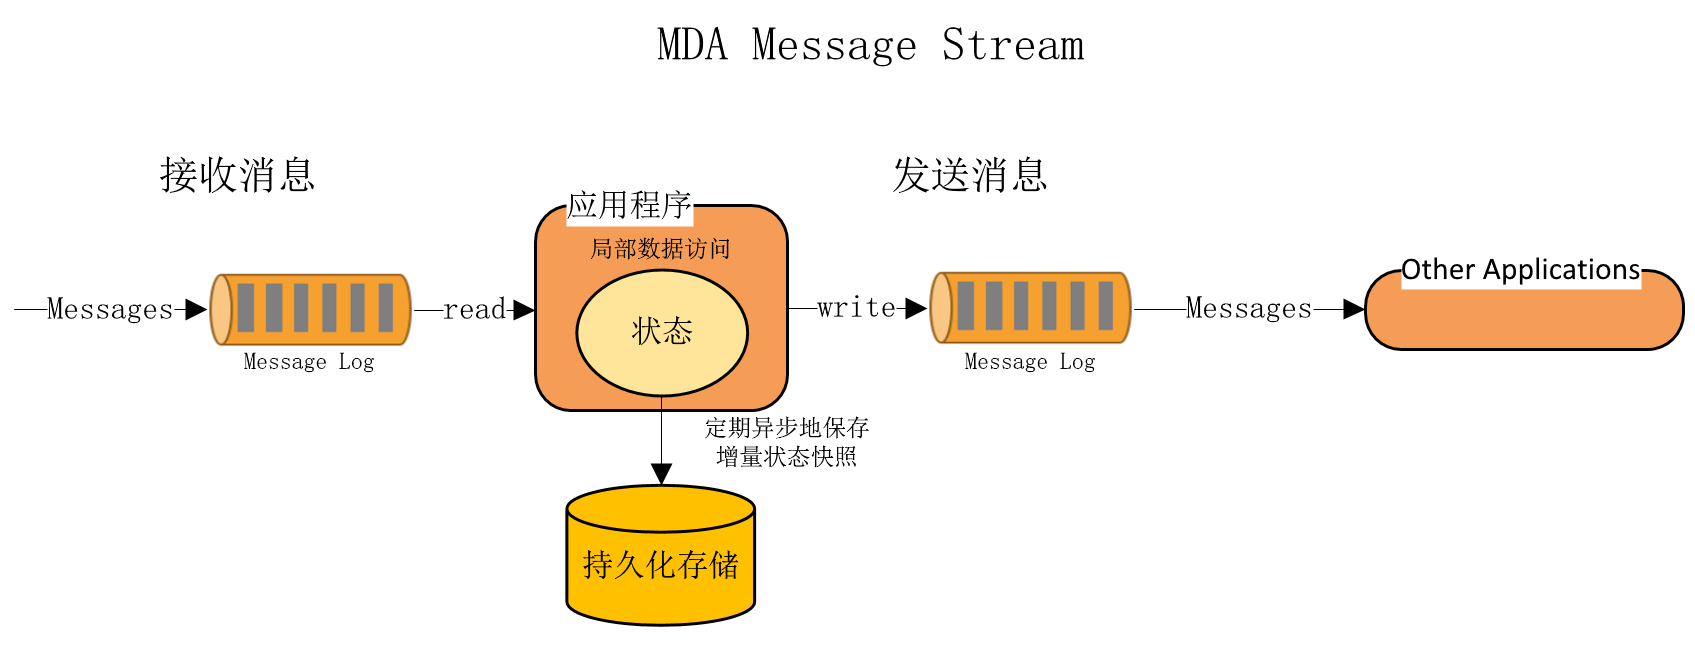 MDA Message Stream
接收消息
发送消息
应用程序
局部数据访问
Other Applications
Messages
read
状态
write
Messages
Message Log
Message Log
定期异步地保存
增量状态快照
持久化存储